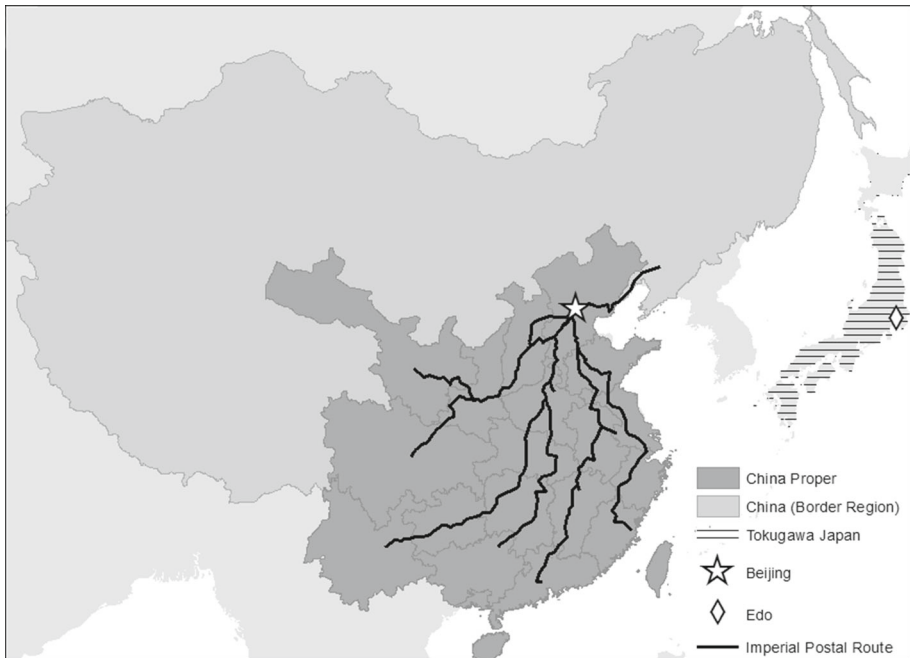 China Proper
China (Border Region)
Tokugawa Japan
Beijing
Edo
Imperial Postal Route